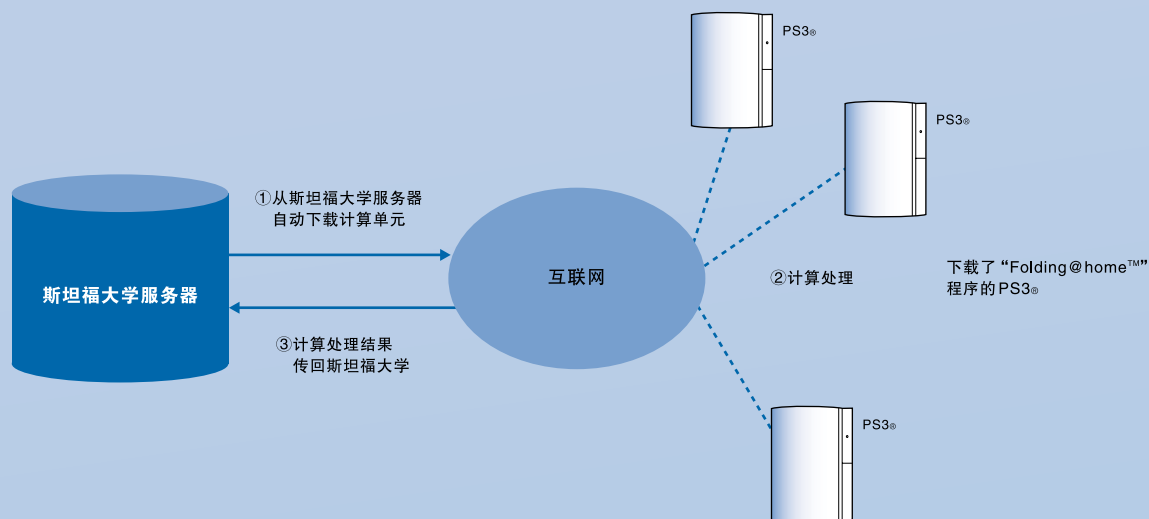 PS3®
PS3®
①从斯坦福大学服务器
自动下载计算单元
斯坦福大学服务器
互联网
②计算处理
下载了“Folding@home™”
程序的PS3®
③计算处理结果
传回斯坦福大学
PS3®